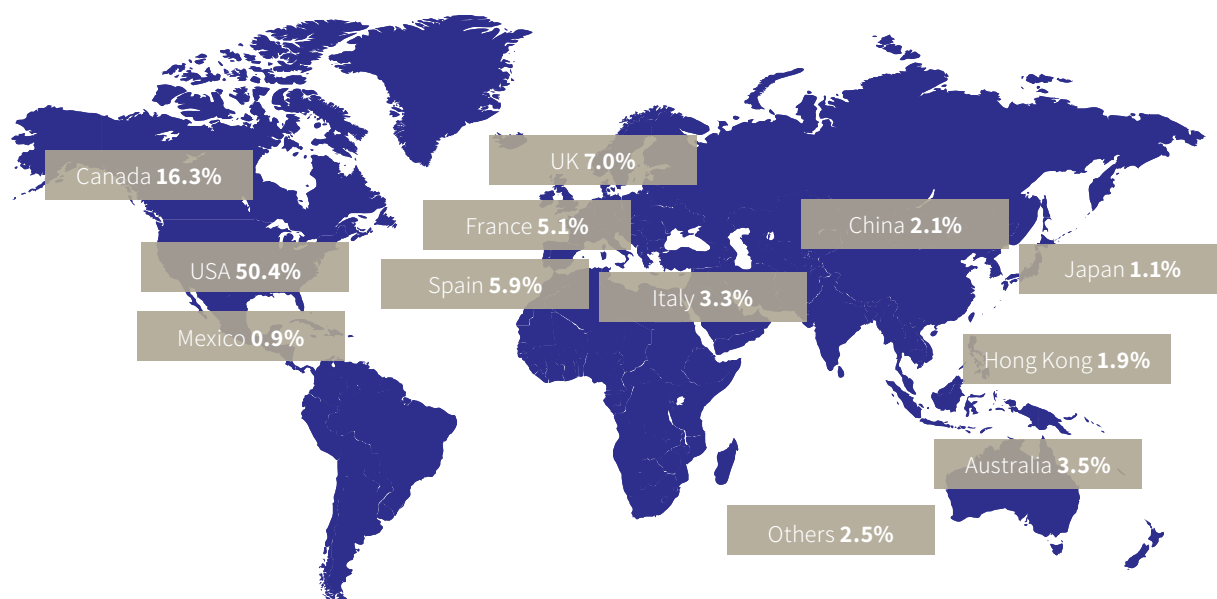 UK 7.0%
Canada 16.3%
France 5.1%
China 2.1%
USA 50.4%
Japan 1.1%
Spain 5.9%
Italy 3.3%
Mexico 0.9%
Hong Kong 1.9%
Australia 3.5%
Others 2.5%